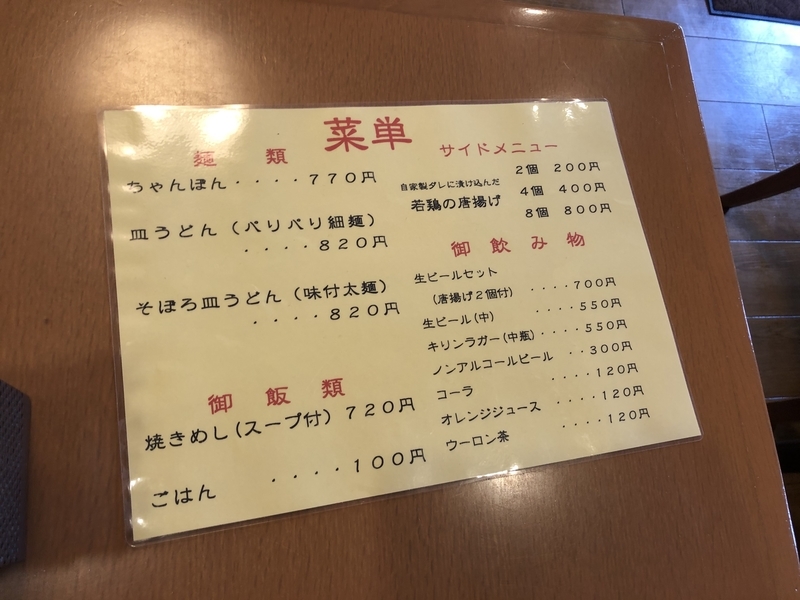 菜単
麺類
ちゃんぽん・・・・770円
皿うどん(ベリベリ細麺)
・・・・820円
そぼろ皿うどん(味付太麺)
・・・・820円
御飯類
焼きめし(スープ付)720円
ごはん・・・・100円
サイドメニュー
自家製ダレに漬け込んだ
若鶏の唐揚げ
2個 200円
4個 400円
8個 800円
御飲み物
生ビールセット
(唐揚げ2個付)・・・・700円
生ビール(中)・・・・550円
キリンラガー(中瓶)・・・・550円
ノンアルコールビール・・300円
コーラ・・・・120円
オレンジジュース・・・・120円
ウーロン茶・・・・120円